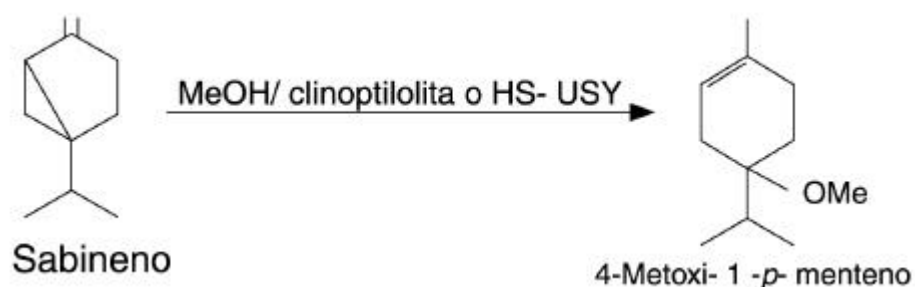 MeOH/ clinoptilolita o HS- USY
OMe
Sabineno
4-Metoxi- 1 -p- menteno